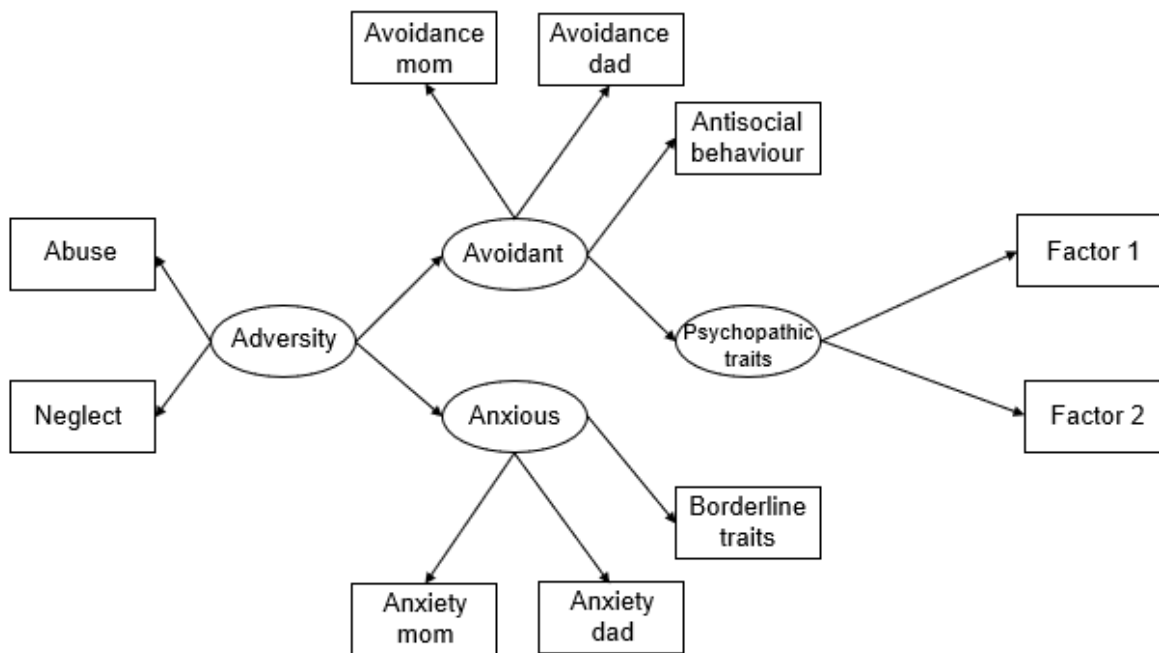 Avoidance
mom
Avoidance
dad
Antisocial
behaviour
Abuse
Avoidant
Factor 1
Adversity
Psychopathic
traits
Neglect
Anxious
Factor 2
Borderline
traits
Anxiety
mom
Anxiety
dad